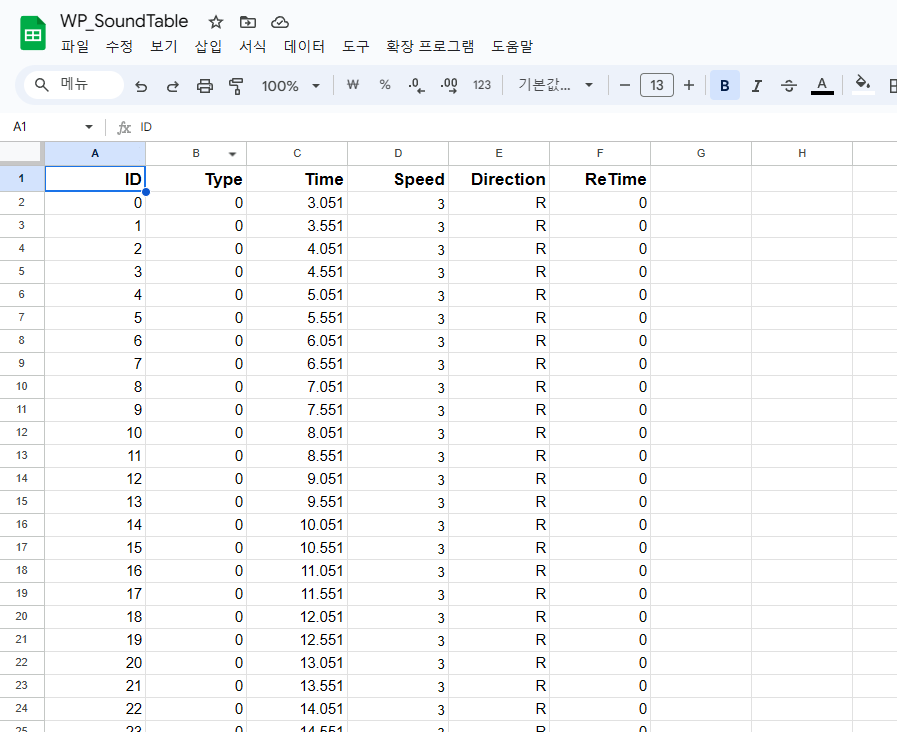 WP_SoundTable
파일 수정 보기 삽입 서식 데이터 도구 확장 프로그램 도움말
메뉴 100% ₩ % .0 .00 123 기본값... − 13 + B I A
A1 fx ID
A B C D E F G H
1 ID Type Time Speed Direction ReTime
2 0 0 3.051 3 R 0
3 1 0 3.551 3 R 0
4 2 0 4.051 3 R 0
5 3 0 4.551 3 R 0
6 4 0 5.051 3 R 0
7 5 0 5.551 3 R 0
8 6 0 6.051 3 R 0
9 7 0 6.551 3 R 0
10 8 0 7.051 3 R 0
11 9 0 7.551 3 R 0
12 10 0 8.051 3 R 0
13 11 0 8.551 3 R 0
14 12 0 9.051 3 R 0
15 13 0 9.551 3 R 0
16 14 0 10.051 3 R 0
17 15 0 10.551 3 R 0
18 16 0 11.051 3 R 0
19 17 0 11.551 3 R 0
20 18 0 12.051 3 R 0
21 19 0 12.551 3 R 0
22 20 0 13.051 3 R 0
23 21 0 13.551 3 R 0
24 22 0 14.051 3 R 0
25 23 0 14.551 3 R 0